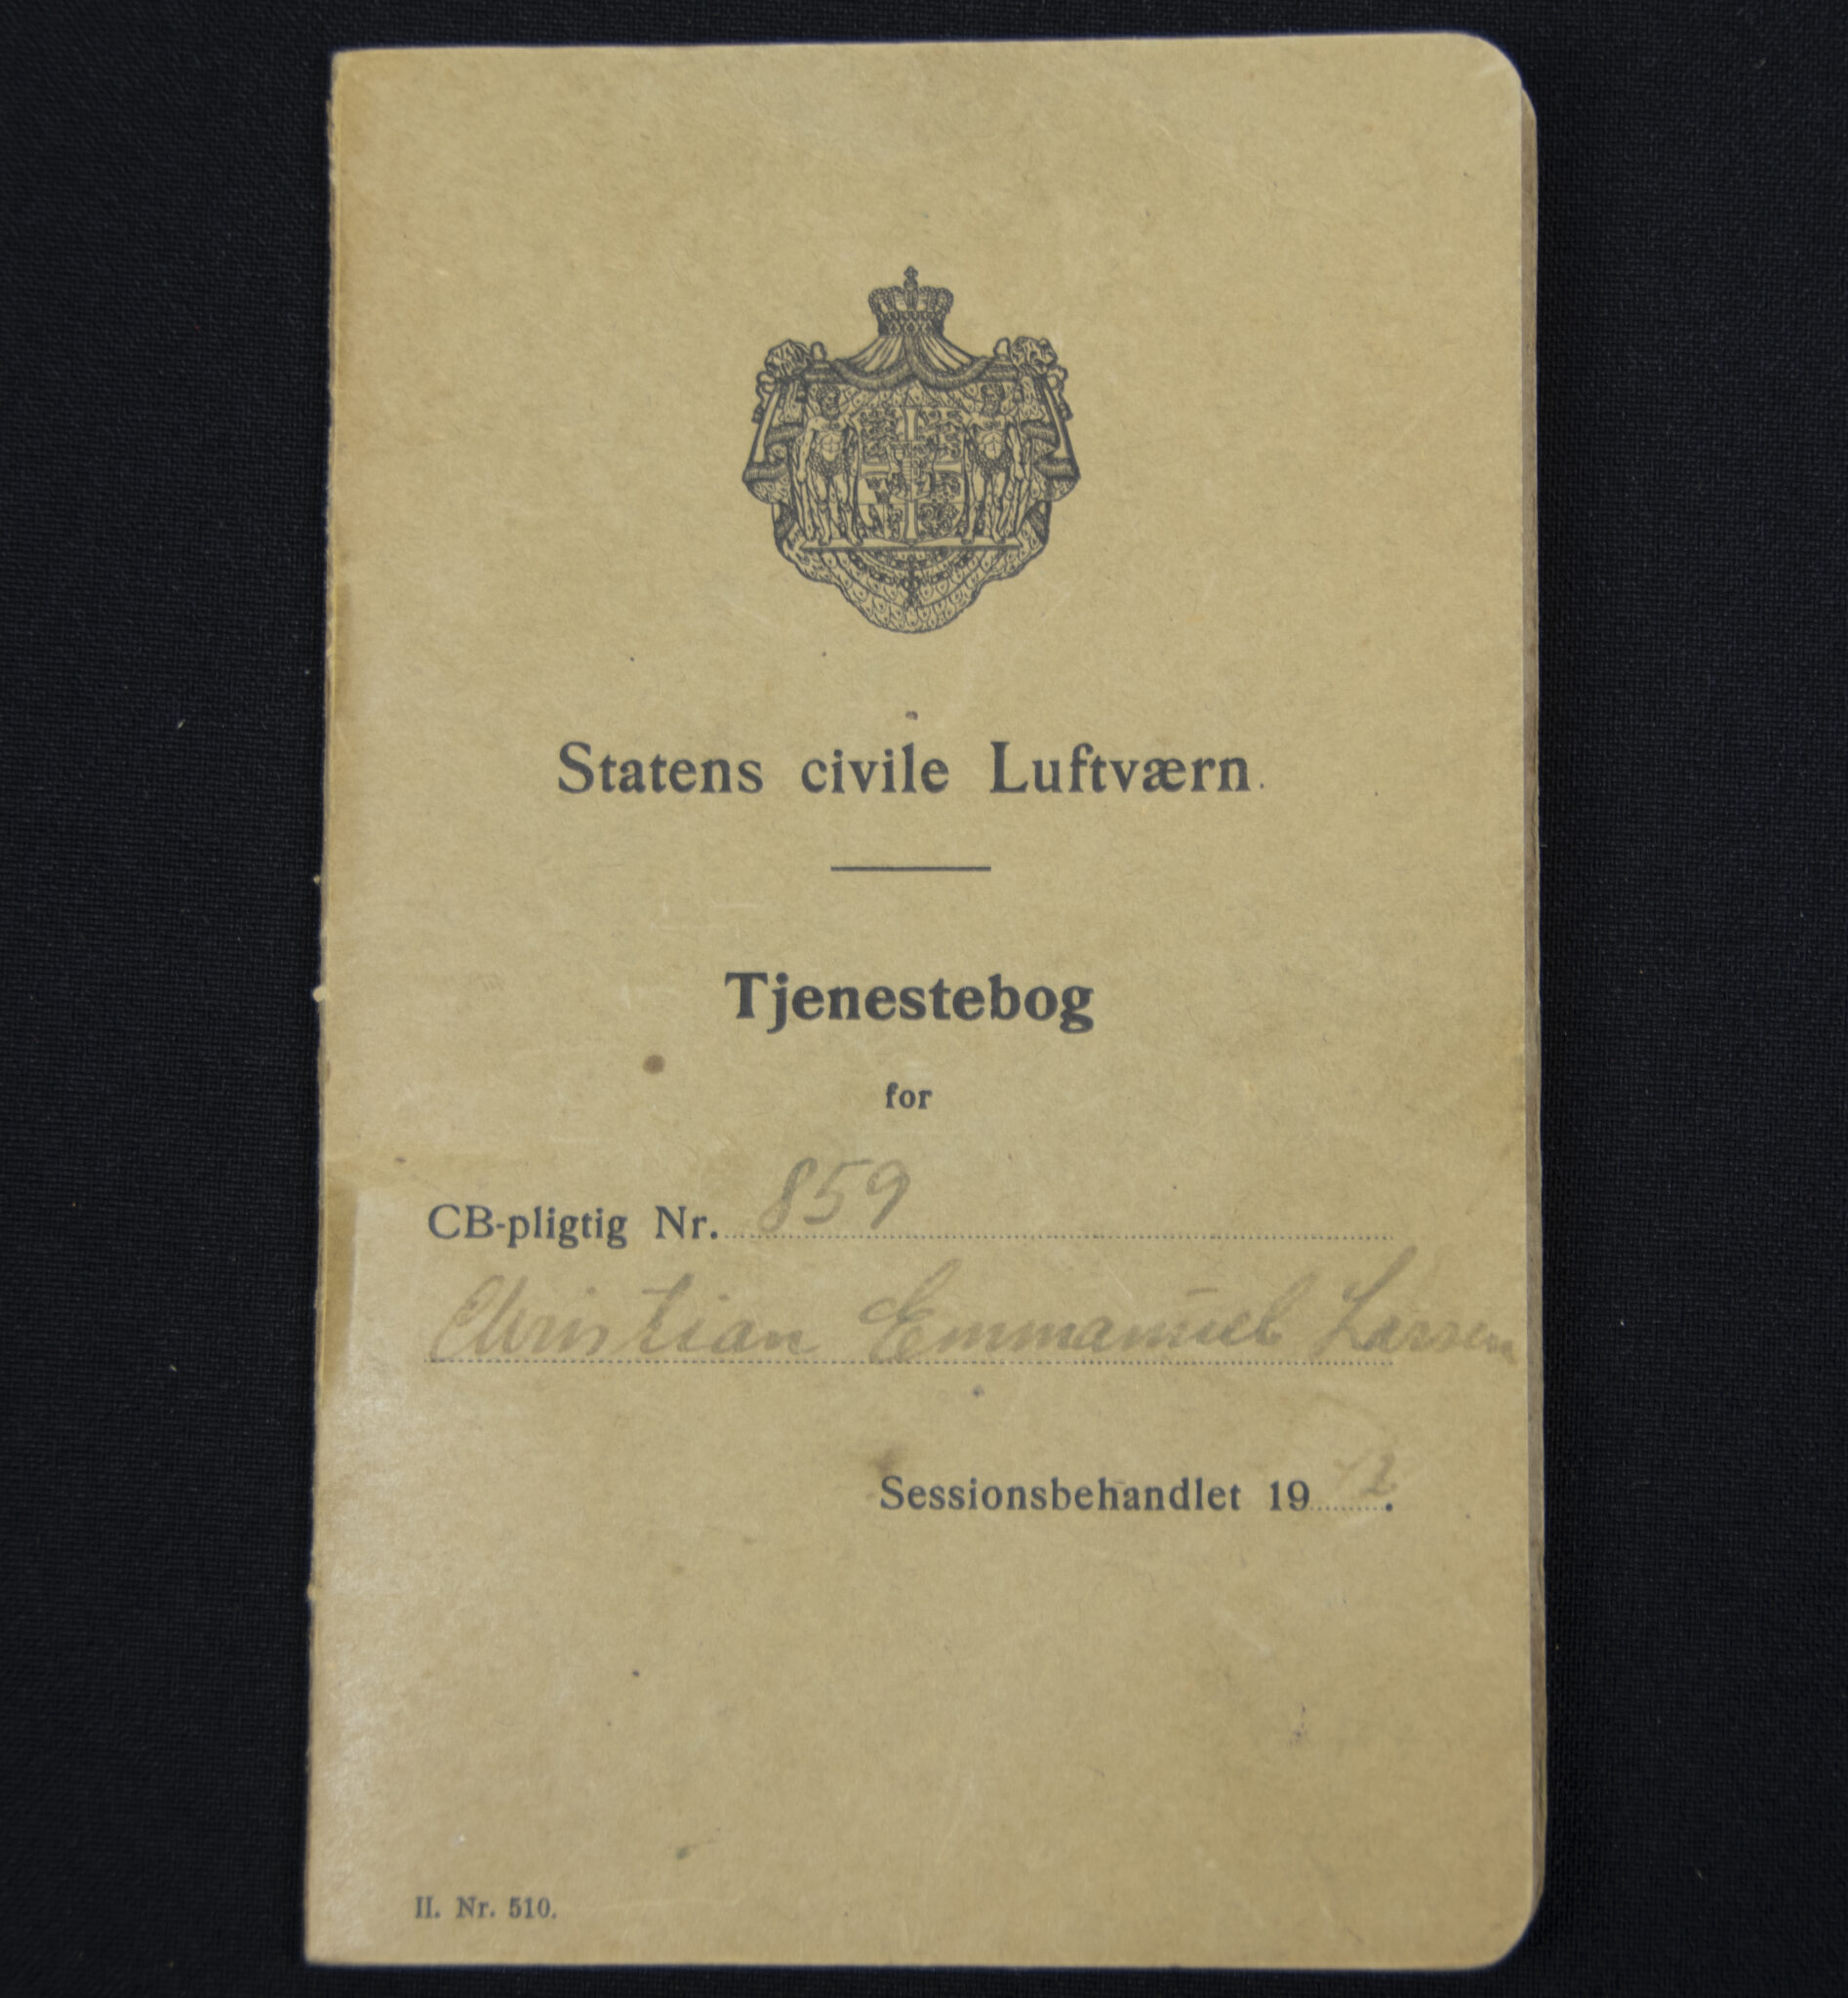 Statens civile Luftværn.
Tjenestebog
for
CB-pligtig Nr. 859
Christian Emmanuel Larsen
Sessionsbehandlet 19
II. Nr. 510.